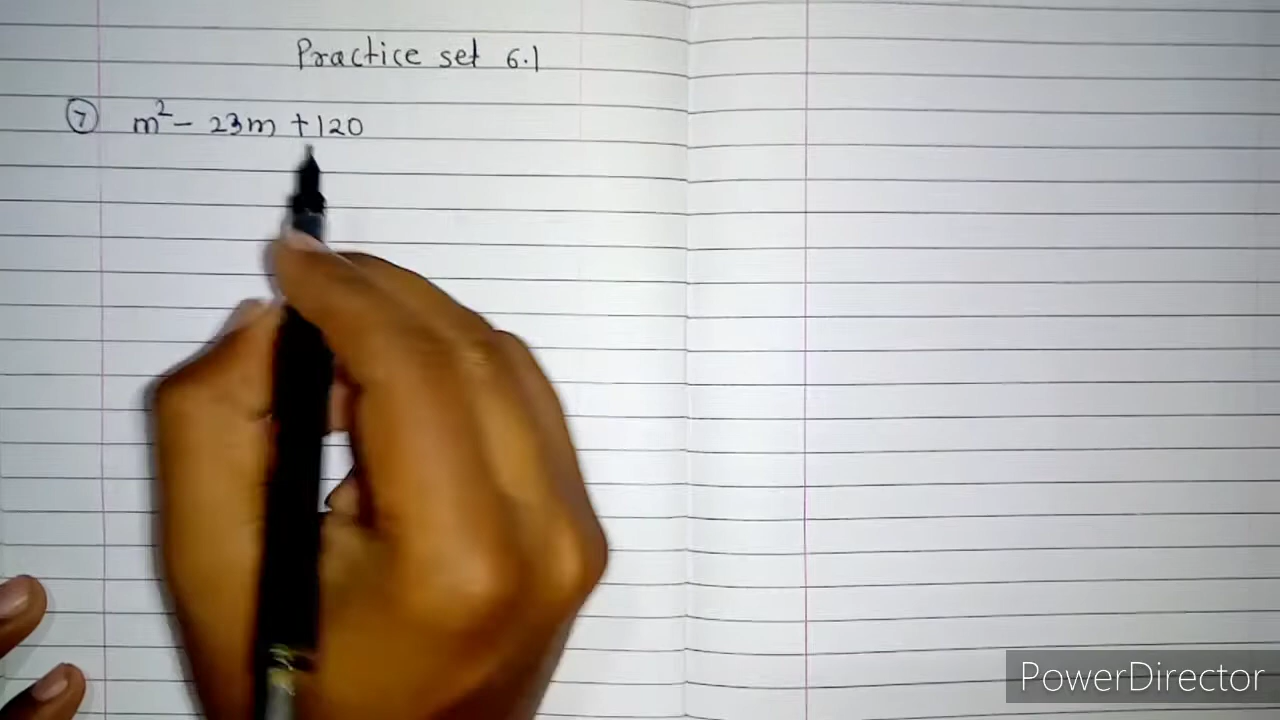 Practice set 6.1
⑦ m² - 23m + 120
PowerDirector